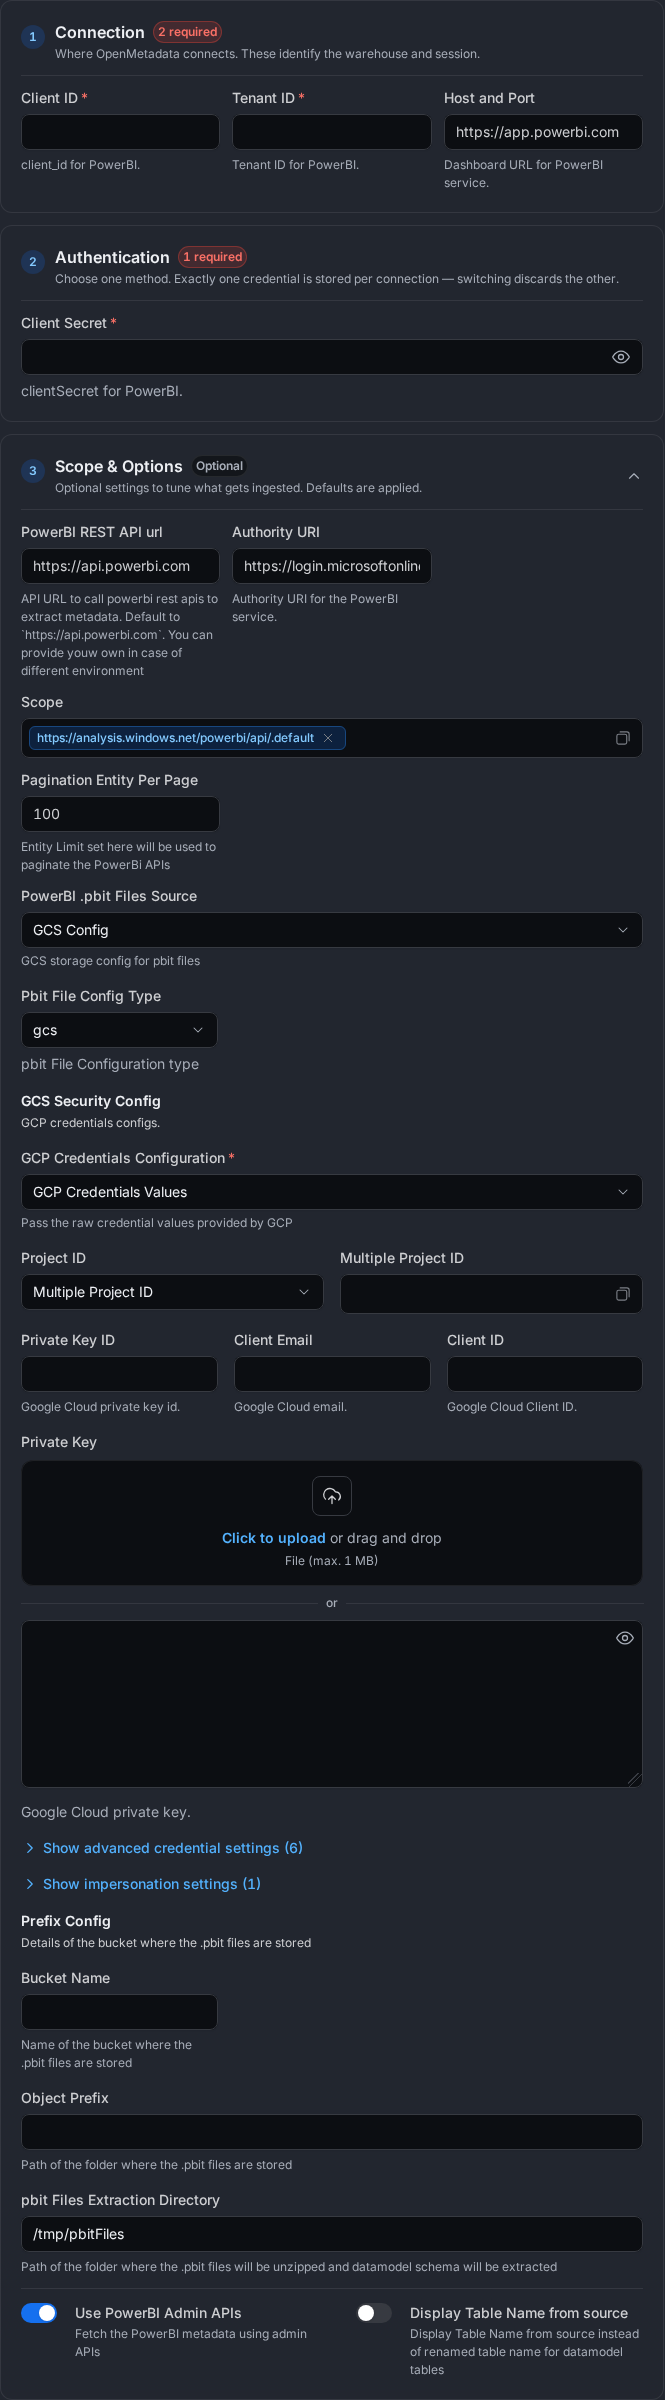 1 Connection 2 required
Where OpenMetadata connects. These identify the warehouse and session.
Client ID * Tenant ID * Host and Port
https://app.powerbi.com
client_id for PowerBI. Tenant ID for PowerBI. Dashboard URL for PowerBI
service.
2 Authentication 1 required
Choose one method. Exactly one credential is stored per connection — switching discards the other.
Client Secret *
clientSecret for PowerBI.
3 Scope & Options Optional
Optional settings to tune what gets ingested. Defaults are applied.
PowerBI REST API url Authority URI
https://api.powerbi.com https://login.microsoftonline
API URL to call powerbi rest apis to Authority URI for the PowerBI
extract metadata. Default to service.
`https://api.powerbi.com`. You can
provide youw own in case of
different environment
Scope
https://analysis.windows.net/powerbi/api/.default
Pagination Entity Per Page
100
Entity Limit set here will be used to
paginate the PowerBi APIs
PowerBI .pbit Files Source
GCS Config
GCS storage config for pbit files
Pbit File Config Type
gcs
pbit File Configuration type
GCS Security Config
GCP credentials configs.
GCP Credentials Configuration *
GCP Credentials Values
Pass the raw credential values provided by GCP
Project ID Multiple Project ID
Multiple Project ID
Private Key ID Client Email Client ID
Google Cloud private key id. Google Cloud email. Google Cloud Client ID.
Private Key
Click to upload or drag and drop
File (max. 1 MB)
or
Google Cloud private key.
Show advanced credential settings (6)
Show impersonation settings (1)
Prefix Config
Details of the bucket where the .pbit files are stored
Bucket Name
Name of the bucket where the
.pbit files are stored
Object Prefix
Path of the folder where the .pbit files are stored
pbit Files Extraction Directory
/tmp/pbitFiles
Path of the folder where the .pbit files will be unzipped and datamodel schema will be extracted
Use PowerBI Admin APIs Display Table Name from source
Fetch the PowerBI metadata using admin Display Table Name from source instead
APIs of renamed table name for datamodel
tables